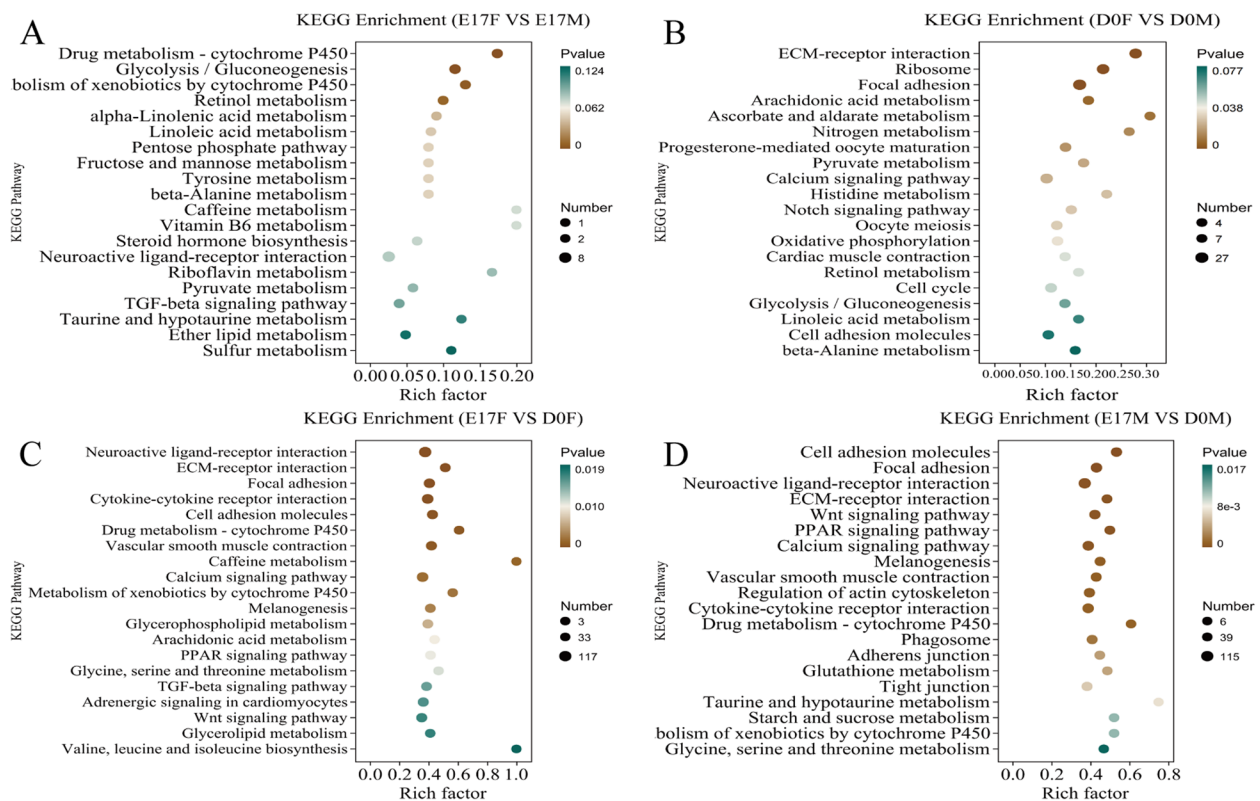 A
KEGG Enrichment (E17F VS E17M)
KEGG Pathway
Drug metabolism - cytochrome P450
Glycolysis / Gluconeogenesis
bolism of xenobiotics by cytochrome P450
Retinol metabolism
alpha-Linolenic acid metabolism
Linoleic acid metabolism
Pentose phosphate pathway
Fructose and mannose metabolism
Tyrosine metabolism
beta-Alanine metabolism
Caffeine metabolism
Vitamin B6 metabolism
Steroid hormone biosynthesis
Neuroactive ligand-receptor interaction
Riboflavin metabolism
Pyruvate metabolism
TGF-beta signaling pathway
Taurine and hypotaurine metabolism
Ether lipid metabolism
Sulfur metabolism
0.00 0.05 0.10 0.15 0.20
Rich factor
Pvalue
0.124
0.062
0
Number
1
2
8
B
KEGG Enrichment (D0F VS D0M)
KEGG Pathway
ECM-receptor interaction
Ribosome
Focal adhesion
Arachidonic acid metabolism
Ascorbate and aldarate metabolism
Nitrogen metabolism
Progesterone-mediated oocyte maturation
Pyruvate metabolism
Calcium signaling pathway
Histidine metabolism
Notch signaling pathway
Oocyte meiosis
Oxidative phosphorylation
Cardiac muscle contraction
Retinol metabolism
Cell cycle
Glycolysis / Gluconeogenesis
Linoleic acid metabolism
Cell adhesion molecules
beta-Alanine metabolism
0.00 0.05 0.10 0.15 0.20 0.25 0.30
Rich factor
Pvalue
0.077
0.038
0
Number
4
7
27
C
KEGG Enrichment (E17F VS D0F)
KEGG Pathway
Neuroactive ligand-receptor interaction
ECM-receptor interaction
Focal adhesion
Cytokine-cytokine receptor interaction
Cell adhesion molecules
Drug metabolism - cytochrome P450
Vascular smooth muscle contraction
Caffeine metabolism
Calcium signaling pathway
Metabolism of xenobiotics by cytochrome P450
Melanogenesis
Glycerophospholipid metabolism
Arachidonic acid metabolism
PPAR signaling pathway
Glycine, serine and threonine metabolism
TGF-beta signaling pathway
Adrenergic signaling in cardiomyocytes
Wnt signaling pathway
Glycerolipid metabolism
Valine, leucine and isoleucine biosynthesis
0.0 0.2 0.4 0.6 0.8 1.0
Rich factor
Pvalue
0.019
0.010
0
Number
3
33
117
D
KEGG Enrichment (E17M VS D0M)
KEGG Pathway
Cell adhesion molecules
Focal adhesion
Neuroactive ligand-receptor interaction
ECM-receptor interaction
Wnt signaling pathway
PPAR signaling pathway
Calcium signaling pathway
Melanogenesis
Vascular smooth muscle contraction
Regulation of actin cytoskeleton
Cytokine-cytokine receptor interaction
Drug metabolism - cytochrome P450
Phagosome
Adherens junction
Glutathione metabolism
Tight junction
Taurine and hypotaurine metabolism
Starch and sucrose metabolism
bolism of xenobiotics by cytochrome P450
Glycine, serine and threonine metabolism
0.0 0.2 0.4 0.6 0.8
Rich factor
Pvalue
0.017
8e-3
0
Number
6
39
115